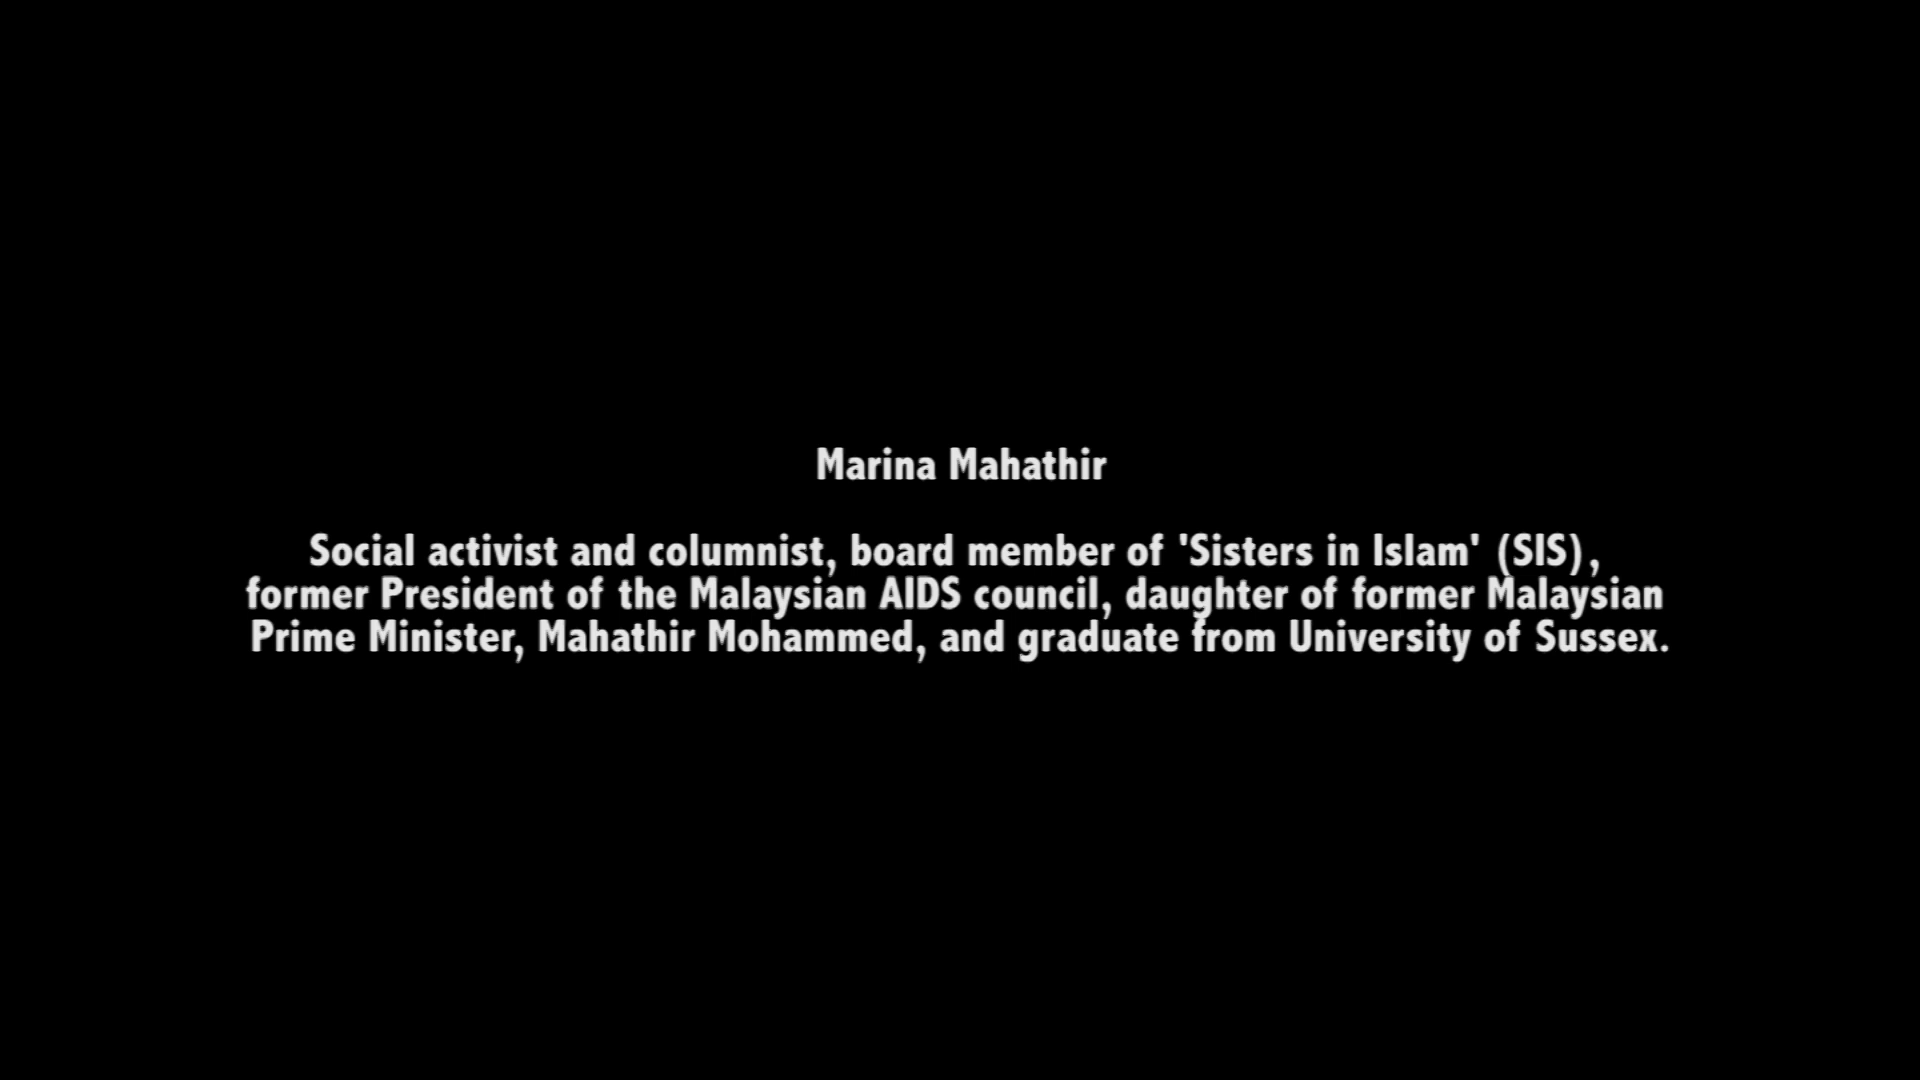 Marina Mahathir
Social activist and columnist, board member of 'Sisters in Islam' (SIS),
former President of the Malaysian AIDS council, daughter of former Malaysian
Prime Minister, Mahathir Mohammed, and graduate from University of Sussex.